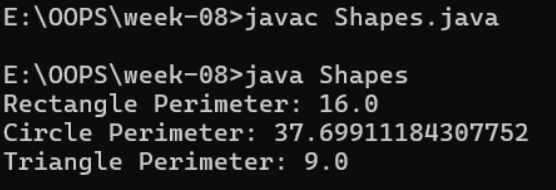 E:\OOPS\week-08>javac Shapes.java
E:\OOPS\week-08>java Shapes
Rectangle Perimeter: 16.0
Circle Perimeter: 37.69911184307752
Triangle Perimeter: 9.0